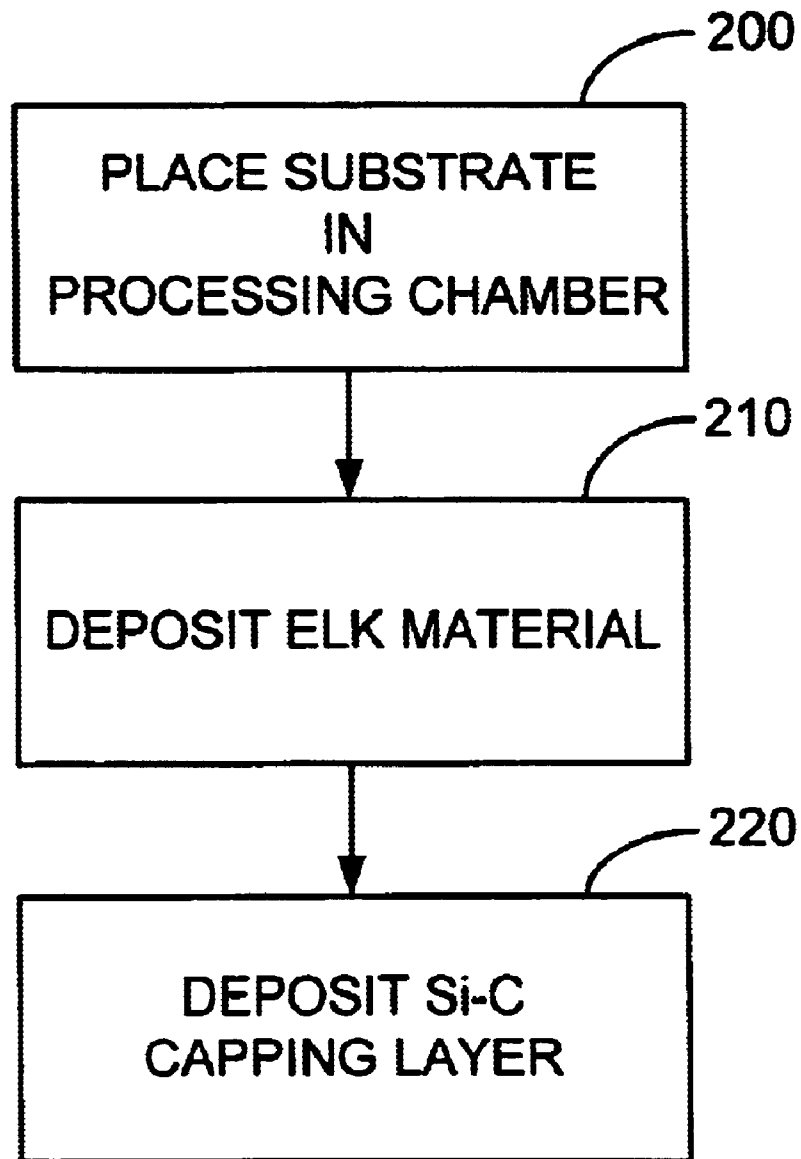 200
PLACE SUBSTRATE
IN
PROCESSING CHAMBER
210
DEPOSIT ELK MATERIAL
220
DEPOSIT Si-C
CAPPING LAYER